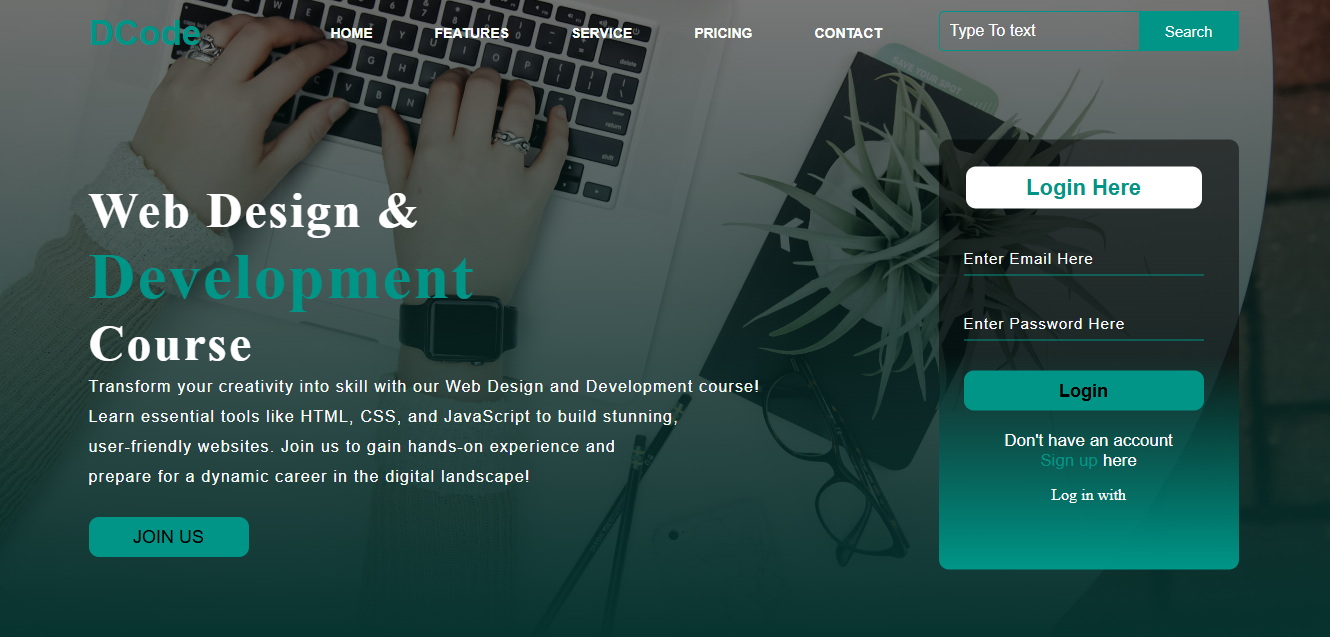 DCode
HOME
FEATURES
SERVICE
PRICING
CONTACT
Type To text
Search
SAVE YOUR SPOT
Web Design &
Development
Course
Transform your creativity into skill with our Web Design and Development course!
Learn essential tools like HTML, CSS, and JavaScript to build stunning,
user-friendly websites. Join us to gain hands-on experience and
prepare for a dynamic career in the digital landscape!
JOIN US
Login Here
Enter Email Here
Enter Password Here
Login
Don't have an account
Sign up here
Log in with